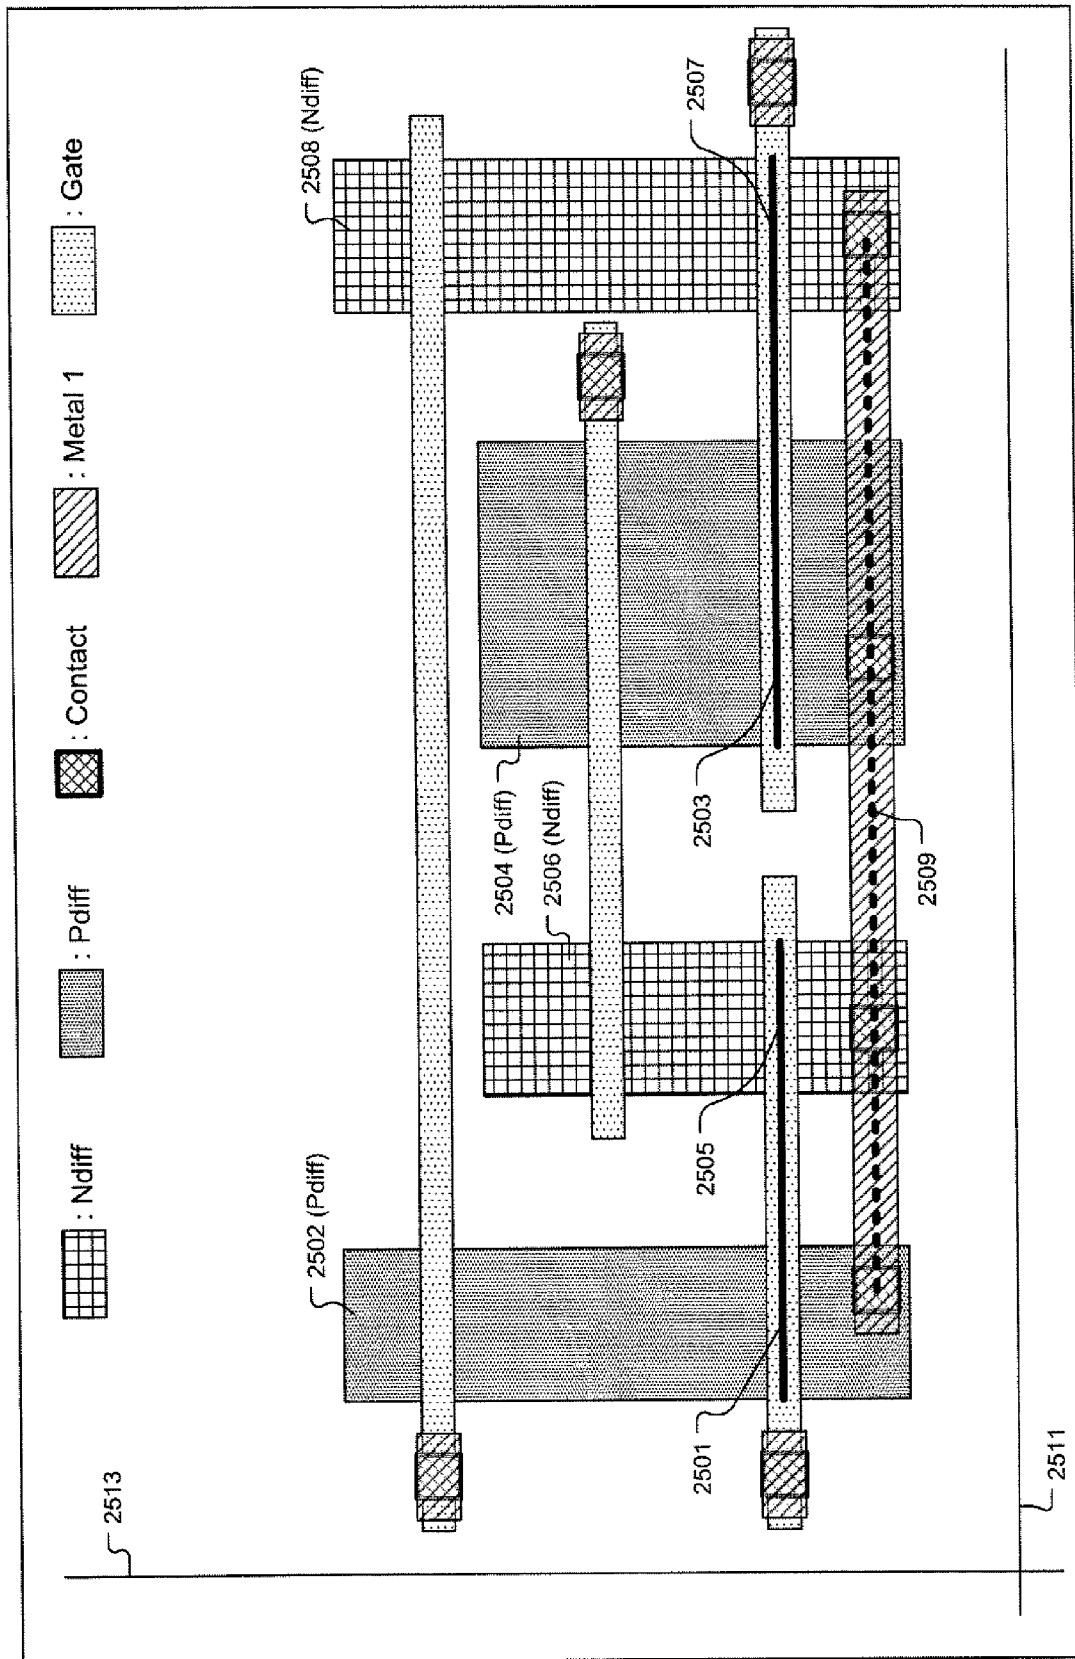 : Ndiff
: Pdiff
: Contact
: Metal 1
: Gate
2513
2502 (Pdiff)
2504 (Pdiff)
2506 (Ndiff)
2508 (Ndiff)
2501
2505
2503
2507
2509
2511